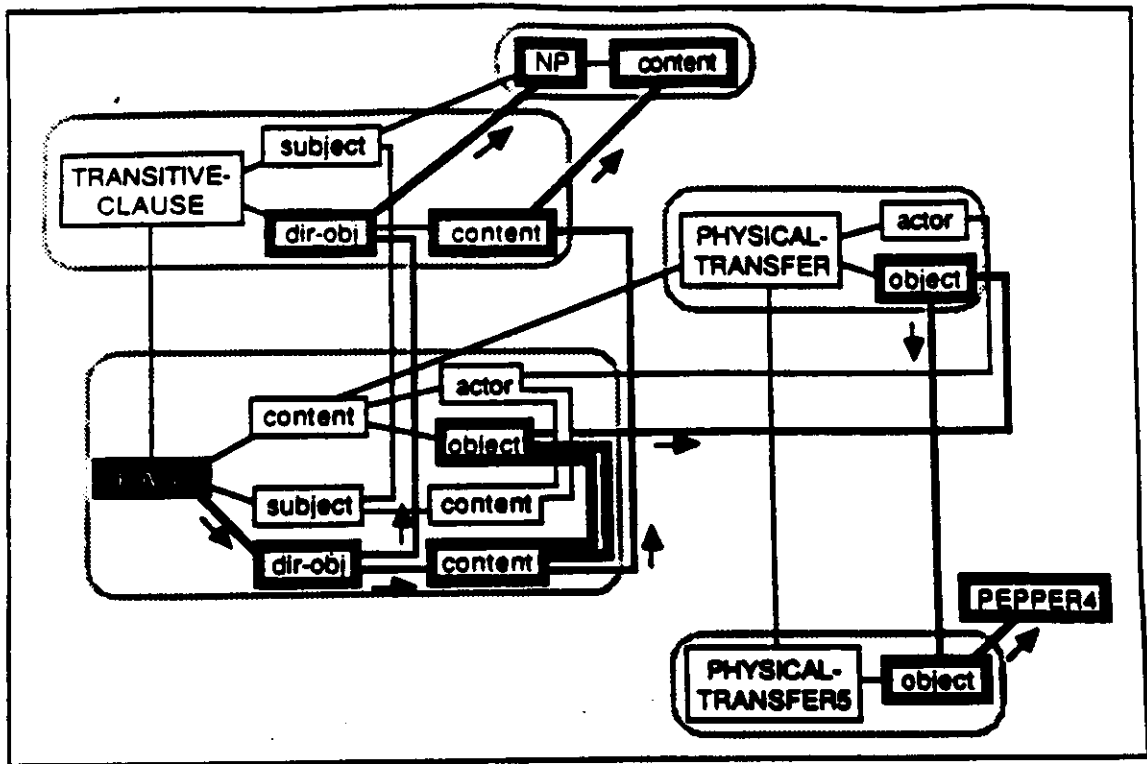 NP
content
subject
TRANSITIVE-
CLAUSE
dir-obj
content
actor
PHYSICAL-
TRANSFER
object
actor
content
object
subject
content
dir-obj
content
PEPPER4
PHYSICAL-
TRANSFER5
object